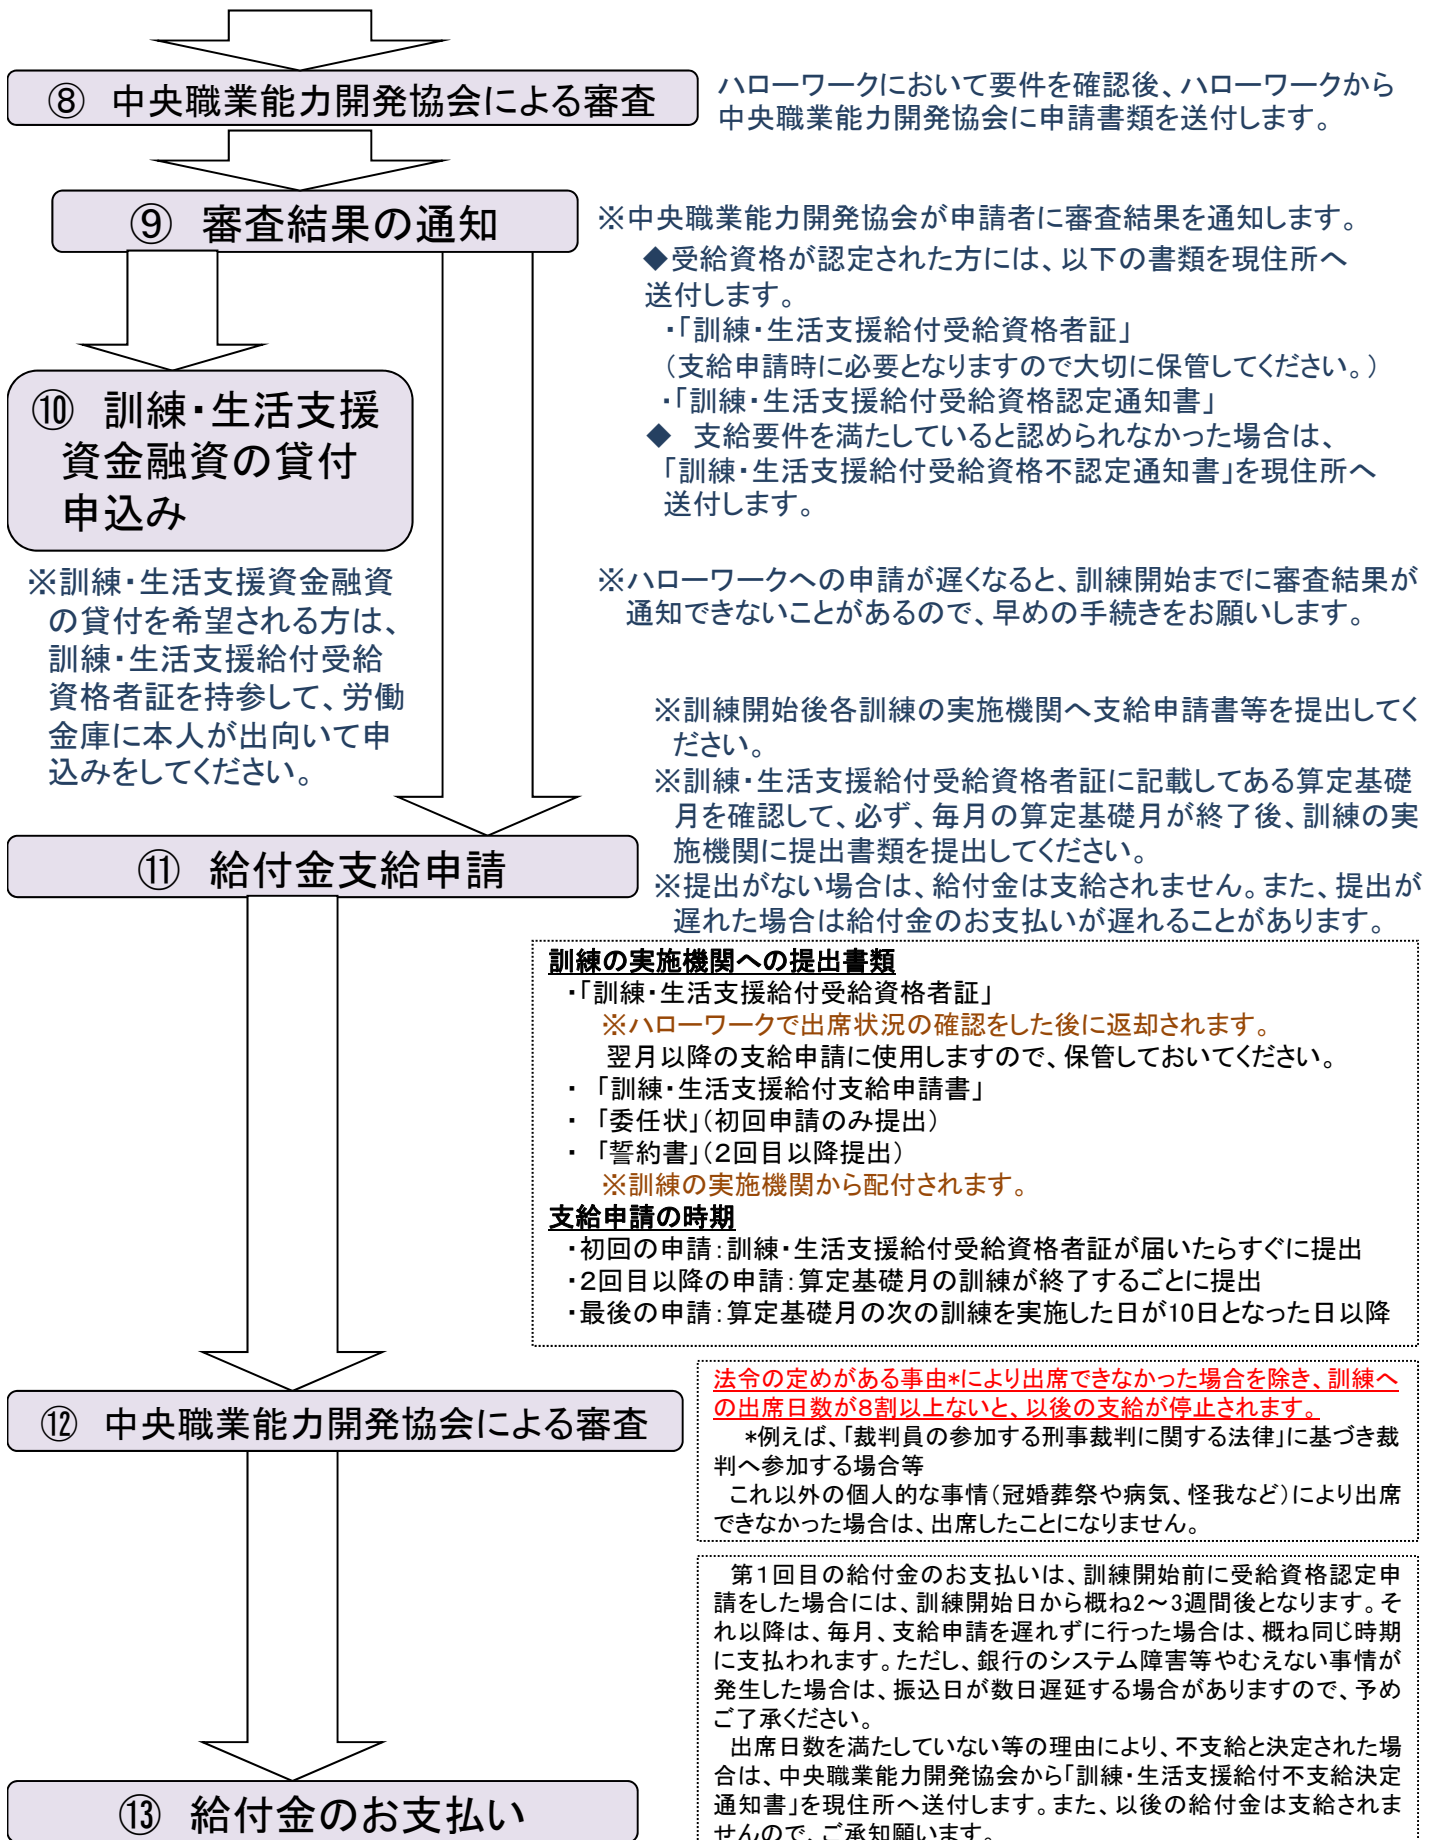 ⑧　中央職業能力開発協会による審査
ハローワークにおいて要件を確認後、ハローワークから
中央職業能力開発協会に申請書類を送付します。
⑨　審査結果の通知
※中央職業能力開発協会が申請者に審査結果を通知します。
◆受給資格が認定された方には、以下の書類を現住所へ
送付します。
・「訓練・生活支援給付受給資格者証」
（支給申請時に必要となりますので大切に保管してください。）
・「訓練・生活支援給付受給資格認定通知書」
◆　支給要件を満たしていると認められなかった場合は、
「訓練・生活支援給付受給資格不認定通知書」を現住所へ
送付します。
⑩　訓練・生活支援
資金融資の貸付
申込み
※訓練・生活支援資金融資
の貸付を希望される方は、
訓練・生活支援給付受給
資格者証を持参して、労働
金庫に本人が出向いて申
込みをしてください。
※ハローワークへの申請が遅くなると、訓練開始までに審査結果が
通知できないことがあるので、早めの手続きをお願いします。
※訓練開始後各訓練の実施機関へ支給申請書等を提出してく
ださい。
※訓練・生活支援給付受給資格者証に記載してある算定基礎
月を確認して、必ず、毎月の算定基礎月が終了後、訓練の実
施機関に提出書類を提出してください。
※提出がない場合は、給付金は支給されません。また、提出が
遅れた場合は給付金のお支払いが遅れることがあります。
⑪　給付金支給申請
訓練の実施機関への提出書類
・「訓練・生活支援給付受給資格者証」
※ハローワークで出席状況の確認をした後に返却されます。
翌月以降の支給申請に使用しますので、保管しておいてください。
・「訓練・生活支援給付支給申請書」
・「委任状」（初回申請のみ提出）
・「誓約書」（２回目以降提出）
※訓練の実施機関から配付されます。
支給申請の時期
・初回の申請：訓練・生活支援給付受給資格者証が届いたらすぐに提出
・２回目以降の申請：算定基礎月の訓練が終了するごとに提出
・最後の申請：算定基礎月の次の訓練を実施した日が10日となった日以降
⑫　中央職業能力開発協会による審査
法令の定めがある事由*により出席できなかった場合を除き、訓練へ
の出席日数が８割以上ないと、以後の支給が停止されます。
*例えば、「裁判員の参加する刑事裁判に関する法律」に基づき裁
判へ参加する場合等
これ以外の個人的な事情（冠婚葬祭や病気、怪我など）により出席
できなかった場合は、出席したことになりません。
第１回目の給付金のお支払いは、訓練開始前に受給資格認定申
請をした場合には、訓練開始日から概ね2～3週間後となります。そ
れ以降は、毎月、支給申請を遅れずに行った場合は、概ね同じ時期
に支払われます。ただし、銀行のシステム障害等やむえない事情が
発生した場合は、振込日が数日遅延する場合がありますので、予め
ご了承ください。
出席日数を満たしていない等の理由により、不支給と決定された場
合は、中央職業能力開発協会から「訓練・生活支援給付不支給決定
通知書」を現住所へ送付します。また、以後の給付金は支給されま
せんので、ご承知願います。
⑬　給付金のお支払い